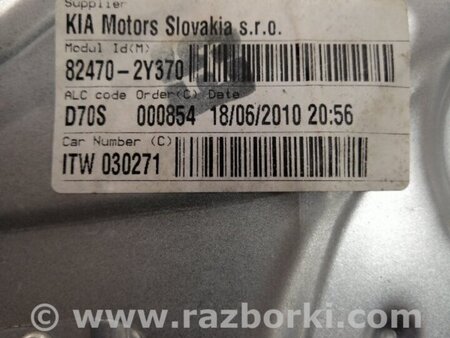 Supplier
KIA Motors Slovakia s.r.o.
Modul Id(M)
82470-2Y370
ALC code Order(C) Date
D70S 000854 18/06/2010 20:56
Car Number (C)
ITW 030271
www.razborki.com